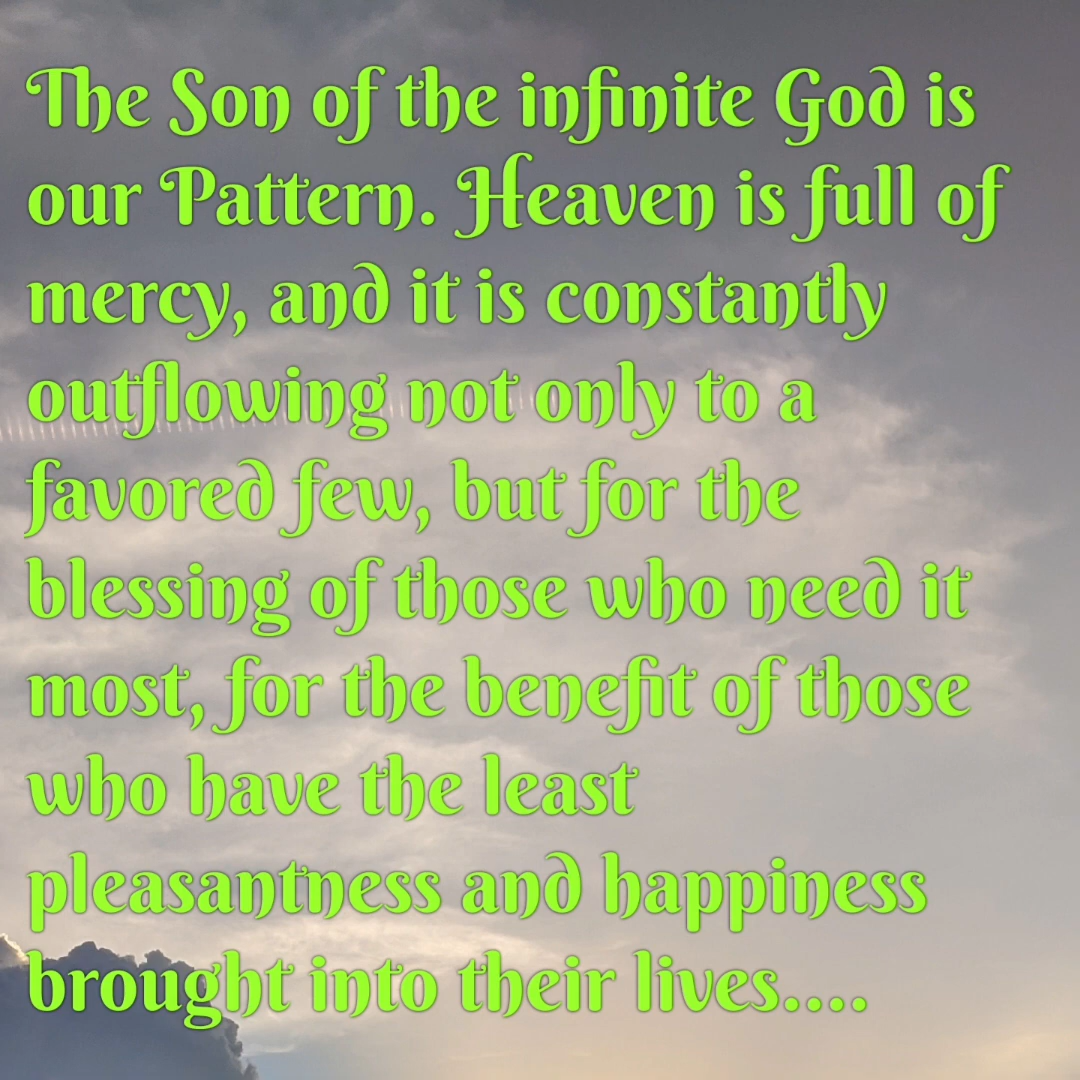 The Son of the infinite God is
our Pattern. Heaven is full of
mercy, and it is constantly
outflowing not only to a
favored few, but for the
blessing of those who need it
most, for the benefit of those
who have the least
pleasantness and happiness
brought into their lives....